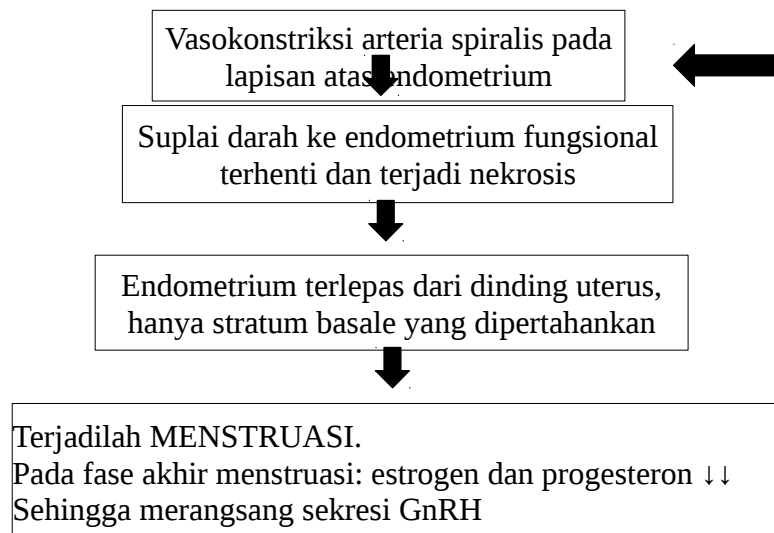 Vasokonstriksi arteria spiralis pada
lapisan atas endometrium
Suplai darah ke endometrium fungsional
terhenti dan terjadi nekrosis
Endometrium terlepas dari dinding uterus,
hanya stratum basale yang dipertahankan
Terjadilah MENSTRUASI.
Pada fase akhir menstruasi: estrogen dan progesteron ↓↓
Sehingga merangsang sekresi GnRH